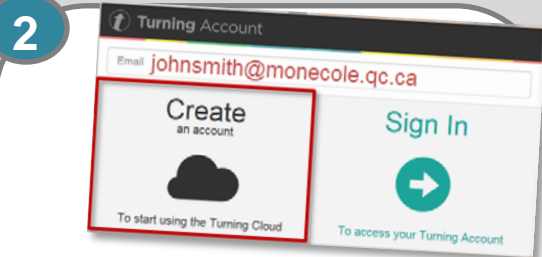 2
Turning Account
Email johnsmith@monecole.qc.ca
Create
an account
To start using the Turning Cloud
Sign In
To access your Turning Account